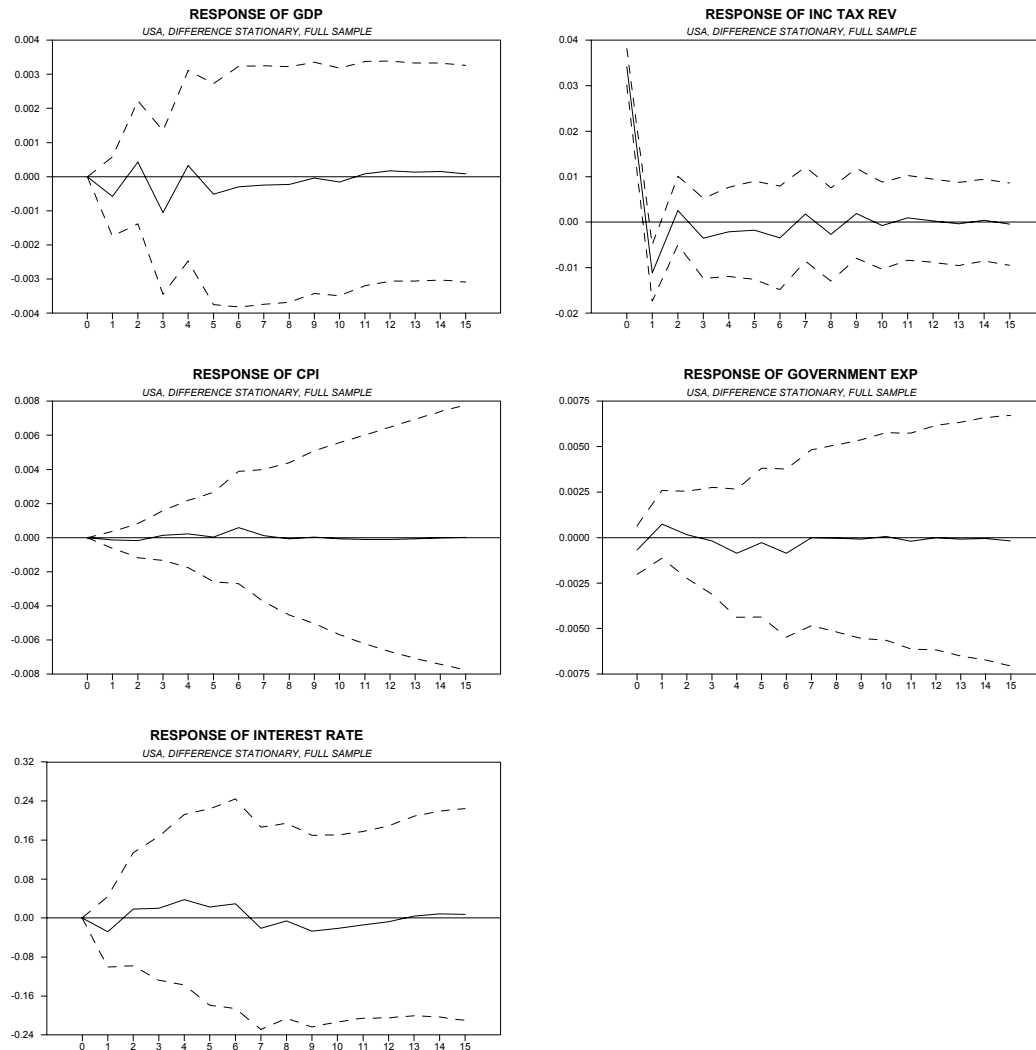 RESPONSE OF GDP
USA, DIFFERENCE STATIONARY, FULL SAMPLE
0.004
0.003
0.002
0.001
0.000
-0.001
-0.002
-0.003
-0.004
0 1 2 3 4 5 6 7 8 9 10 11 12 13 14 15
RESPONSE OF INC TAX REV
USA, DIFFERENCE STATIONARY, FULL SAMPLE
0.04
0.03
0.02
0.01
0.00
-0.01
-0.02
0 1 2 3 4 5 6 7 8 9 10 11 12 13 14 15
RESPONSE OF CPI
USA, DIFFERENCE STATIONARY, FULL SAMPLE
0.008
0.006
0.004
0.002
0.000
-0.002
-0.004
-0.006
-0.008
0 1 2 3 4 5 6 7 8 9 10 11 12 13 14 15
RESPONSE OF GOVERNMENT EXP
USA, DIFFERENCE STATIONARY, FULL SAMPLE
0.0075
0.0050
0.0025
0.0000
-0.0025
-0.0050
-0.0075
0 1 2 3 4 5 6 7 8 9 10 11 12 13 14 15
RESPONSE OF INTEREST RATE
USA, DIFFERENCE STATIONARY, FULL SAMPLE
0.32
0.24
0.16
0.08
0.00
-0.08
-0.16
-0.24
0 1 2 3 4 5 6 7 8 9 10 11 12 13 14 15